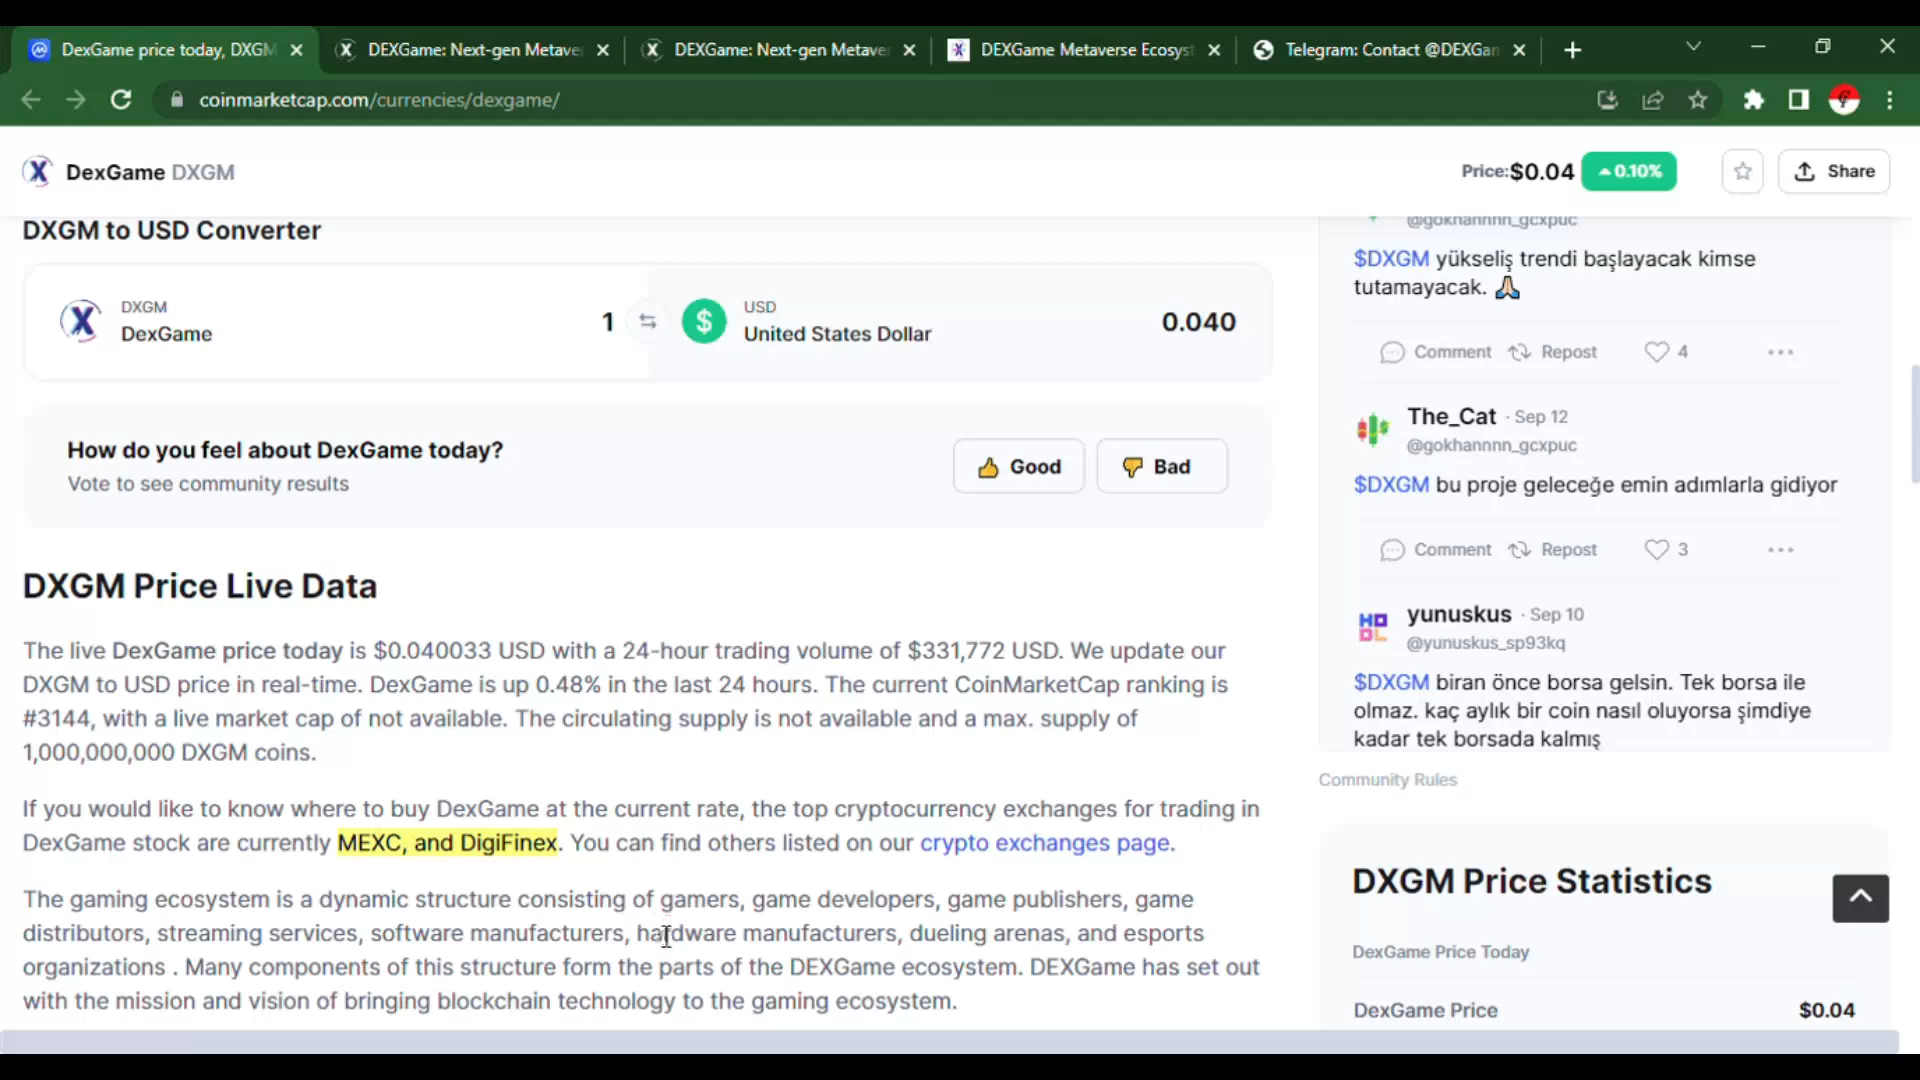 DexGame price today, DXGM
DEXGame: Next-gen Metave
DEXGame: Next-gen Metave
DEXGame Metaverse Ecosyst
Telegram: Contact @DEXGan
coinmarketcap.com/currencies/dexgame/
DexGame DXGM
Price:$0.04
0.10%
Share
DXGM to USD Converter
DXGM
DexGame
1
$
USD
United States Dollar
0.040
How do you feel about DexGame today?
Vote to see community results
Good
Bad
DXGM Price Live Data
The live DexGame price today is $0.040033 USD with a 24-hour trading volume of $331,772 USD. We update our
DXGM to USD price in real-time. DexGame is up 0.48% in the last 24 hours. The current CoinMarketCap ranking is
#3144, with a live market cap of not available. The circulating supply is not available and a max. supply of
1,000,000,000 DXGM coins.
If you would like to know where to buy DexGame at the current rate, the top cryptocurrency exchanges for trading in
DexGame stock are currently MEXC, and DigiFinex. You can find others listed on our crypto exchanges page.
The gaming ecosystem is a dynamic structure consisting of gamers, game developers, game publishers, game
distributors, streaming services, software manufacturers, hardware manufacturers, dueling arenas, and esports
organizations . Many components of this structure form the parts of the DEXGame ecosystem. DEXGame has set out
with the mission and vision of bringing blockchain technology to the gaming ecosystem.
@gokhannnn_gcxpuc
$DXGM yükseliş trendi başlayacak kimse
tutamayacak. 🙏🏻
Comment
Repost
4
The_Cat · Sep 12
@gokhannnn_gcxpuc
$DXGM bu proje geleceğe emin adımlarla gidiyor
Comment
Repost
3
HODL
yunuskus · Sep 10
@yunuskus_sp93kq
$DXGM biran önce borsa gelsin. Tek borsa ile
olmaz. kaç aylık bir coin nasıl oluyorsa şimdiye
kadar tek borsada kalmış
Community Rules
DXGM Price Statistics
DexGame Price Today
DexGame Price
$0.04